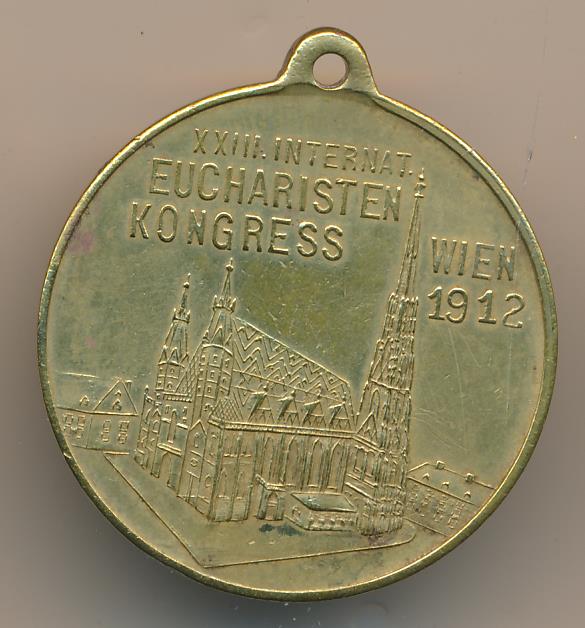 XXIII. INTERNAT.
EUCHARISTEN
KONGRESS
WIEN
1912